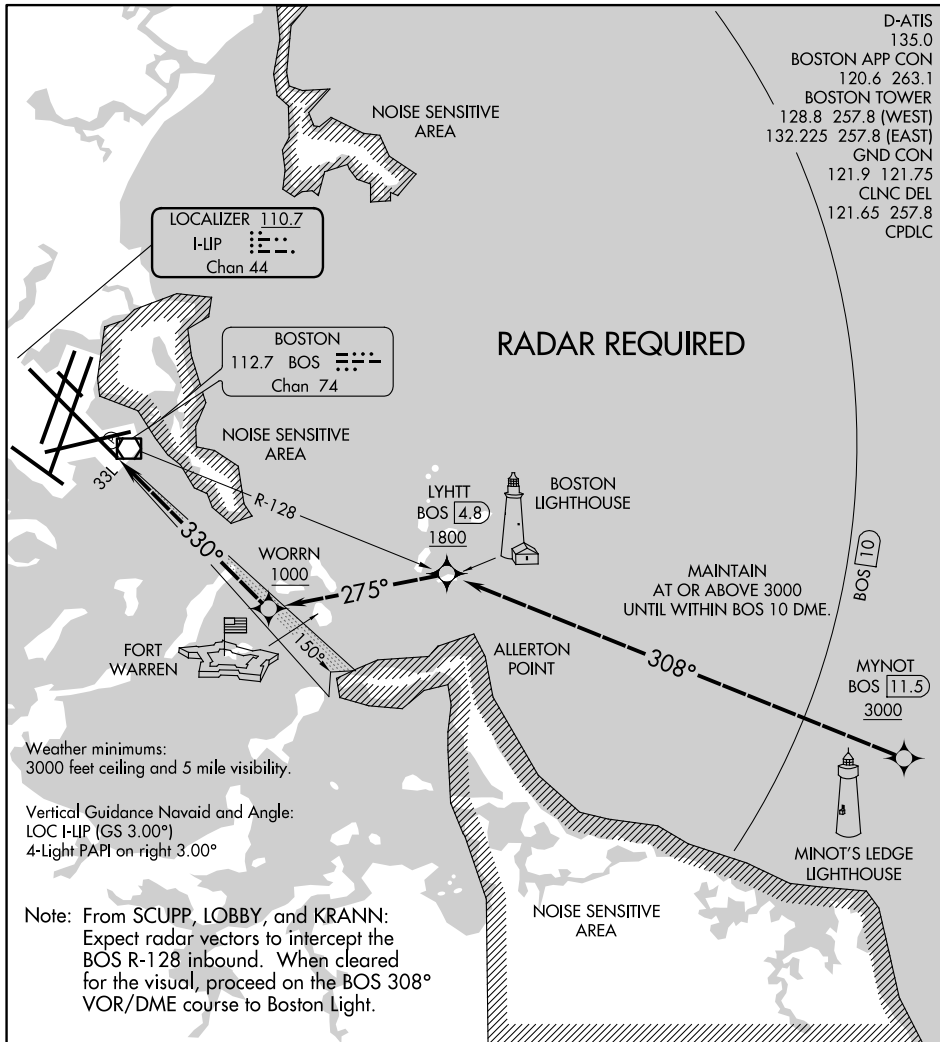 D-ATIS
135.0
BOSTON APP CON
120.6 263.1
BOSTON TOWER
128.8 257.8 (WEST)
132.225 257.8 (EAST)
GND CON
121.9 121.75
CLNC DEL
121.65 257.8
CPDLC
NOISE SENSITIVE
AREA
LOCALIZER 110.7
I-LIP
Chan 44
RADAR REQUIRED
BOSTON
112.7 BOS
Chan 74
NOISE SENSITIVE
AREA
33L
R-128
LYHTT
BOS 4.8
1800
BOSTON
LIGHTHOUSE
330°
WORRN
1000
275°
MAINTAIN
AT OR ABOVE 3000
UNTIL WITHIN BOS 10 DME.
BOS 10
FORT
WARREN
150°
ALLERTON
POINT
308°
MYNOT
BOS 11.5
3000
Weather minimums:
3000 feet ceiling and 5 mile visibility.
Vertical Guidance Navaid and Angle:
LOC I-LIP (GS 3.00°)
4-Light PAPI on right 3.00°
MINOT'S LEDGE
LIGHTHOUSE
NOISE SENSITIVE
AREA
Note: From SCUPP, LOBBY, and KRANN:
Expect radar vectors to intercept the
BOS R-128 inbound. When cleared
for the visual, proceed on the BOS 308°
VOR/DME course to Boston Light.